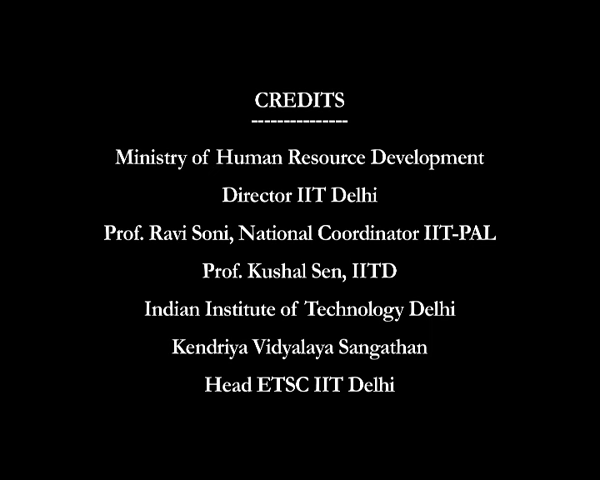 CREDITS
---------------
Ministry of Human Resource Development
Director IIT Delhi
Prof. Ravi Soni, National Coordinator IIT-PAL
Prof. Kushal Sen, IITD
Indian Institute of Technology Delhi
Kendriya Vidyalaya Sangathan
Head ETSC IIT Delhi